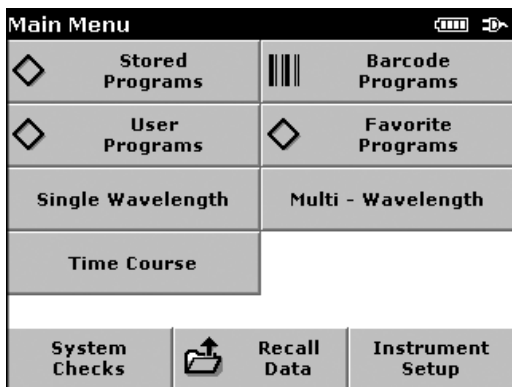 Main Menu
Stored
Programs
Barcode
Programs
User
Programs
Favorite
Programs
Single Wavelength
Multi - Wavelength
Time Course
System
Checks
Recall
Data
Instrument
Setup